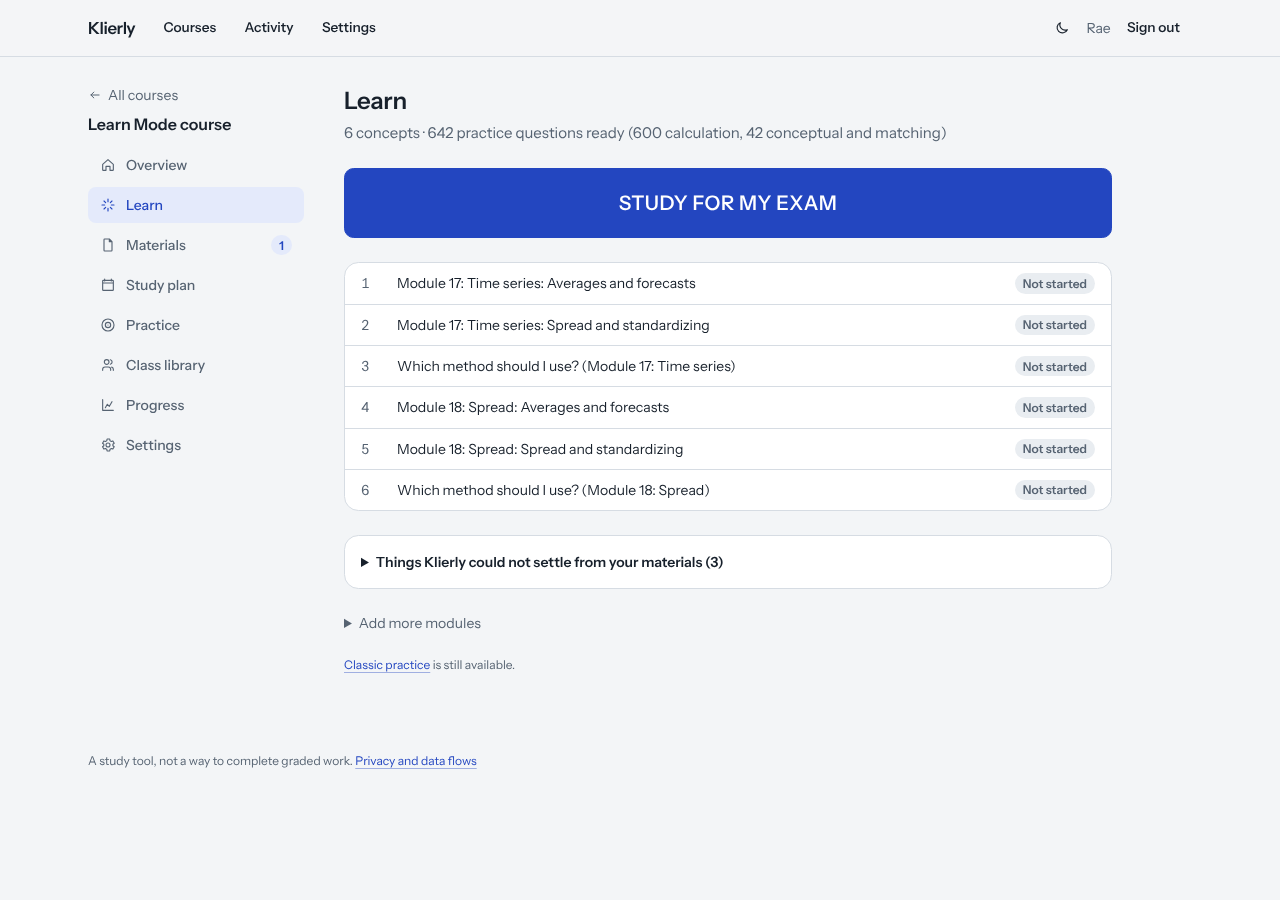 Klierly Courses Activity Settings Rae Sign out
All courses
Learn Mode course
Overview
Learn
Materials 1
Study plan
Practice
Class library
Progress
Settings
Learn
6 concepts · 642 practice questions ready (600 calculation, 42 conceptual and matching)
STUDY FOR MY EXAM
1 Module 17: Time series: Averages and forecasts Not started
2 Module 17: Time series: Spread and standardizing Not started
3 Which method should I use? (Module 17: Time series) Not started
4 Module 18: Spread: Averages and forecasts Not started
5 Module 18: Spread: Spread and standardizing Not started
6 Which method should I use? (Module 18: Spread) Not started
Things Klierly could not settle from your materials (3)
Add more modules
Classic practice is still available.
A study tool, not a way to complete graded work. Privacy and data flows